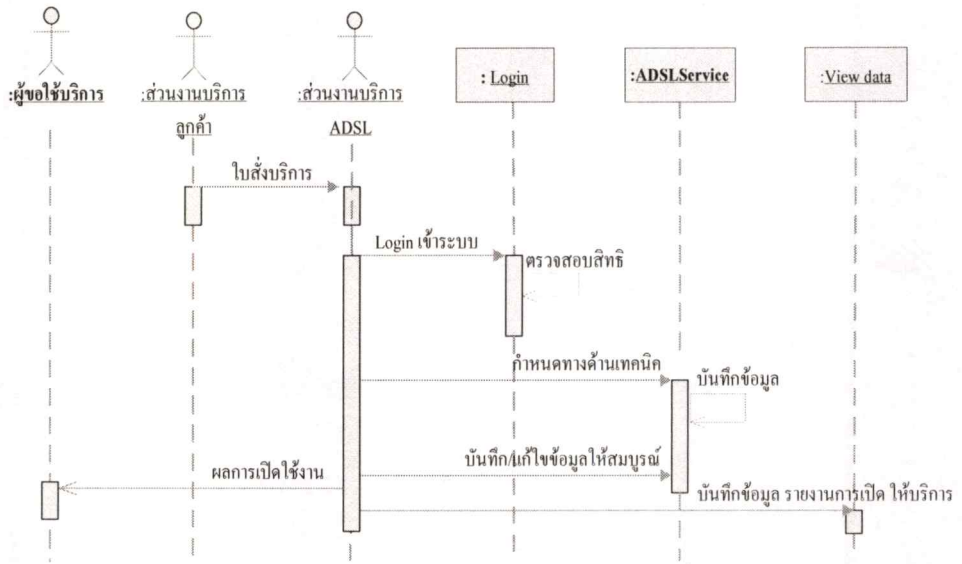 :ผู้ขอใช้บริการ
:ส่วนงานบริการ
ลูกค้า
:ส่วนงานบริการ
ADSL
: Login
:ADSLService
:View data
ใบสั่งบริการ
Login เข้าระบบ
ตรวจสอบสิทธิ
กำหนดทางด้านเทคนิค
บันทึกข้อมูล
บันทึก/แก้ไขข้อมูลให้สมบูรณ์
ผลการเปิดใช้งาน
บันทึกข้อมูล รายงานการเปิด ให้บริการ